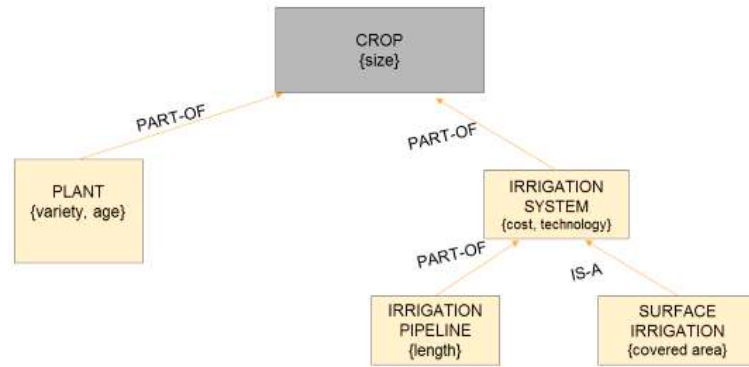 CROP
{size}
PART-OF
PART-OF
PLANT
{variety, age}
IRRIGATION
SYSTEM
{cost, technology}
PART-OF
IS-A
IRRIGATION
PIPELINE
{length}
SURFACE
IRRIGATION
{covered area}